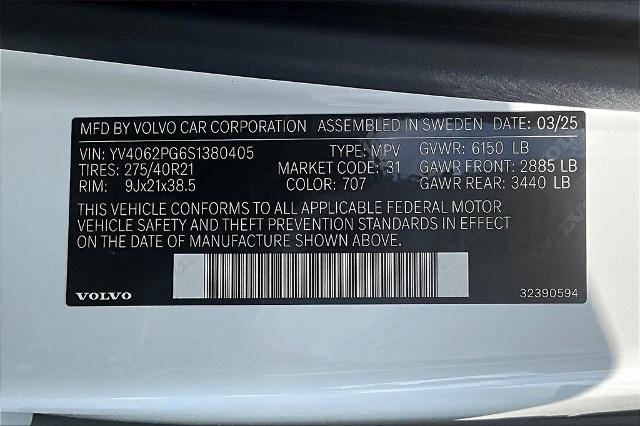 MFD BY VOLVO CAR CORPORATION ASSEMBLED IN SWEDEN DATE: 03/25
VIN: YV4062PG6S1380405 TYPE: MPV GVWR: 6150 LB
TIRES: 275/40R21 MARKET CODE: 31 GAWR FRONT: 2885 LB
RIM: 9Jx21x38.5 COLOR: 707 GAWR REAR: 3440 LB
THIS VEHICLE CONFORMS TO ALL APPLICABLE FEDERAL MOTOR
VEHICLE SAFETY AND THEFT PREVENTION STANDARDS IN EFFECT
ON THE DATE OF MANUFACTURE SHOWN ABOVE.
VOLVO 32390594